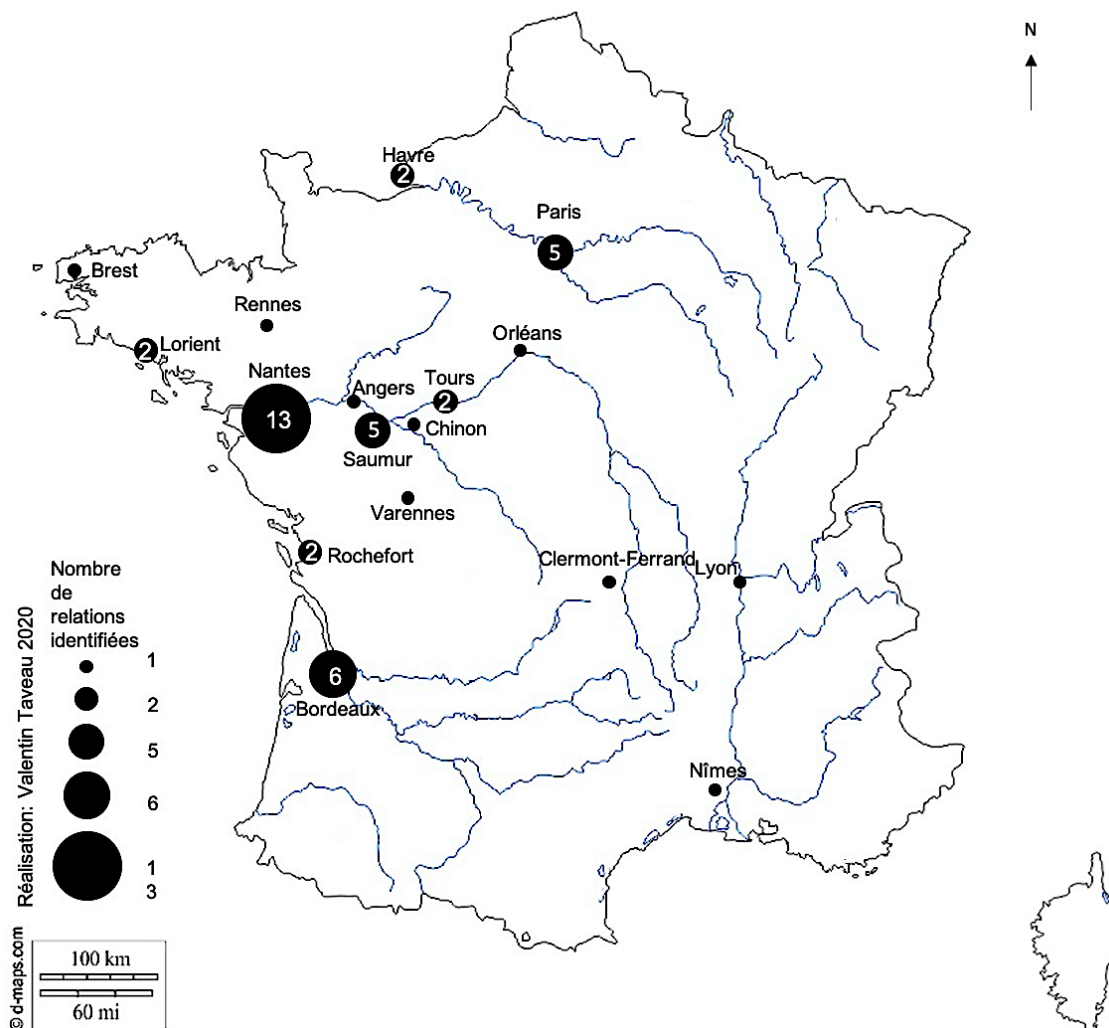 N
Havre
2
Paris
5
Brest
Rennes
Lorient
2
Orléans
Nantes
13
Angers
Tours
2
5
Chinon
Saumur
Varennes
2
Rochefort
Clermont-Ferrand
Lyon
6
Bordeaux
Nîmes
Nombre
de
relations
identifiées
1
2
5
6
1
3
Réalisation: Valentin Taveau 2020
© d-maps.com
100 km
60 mi